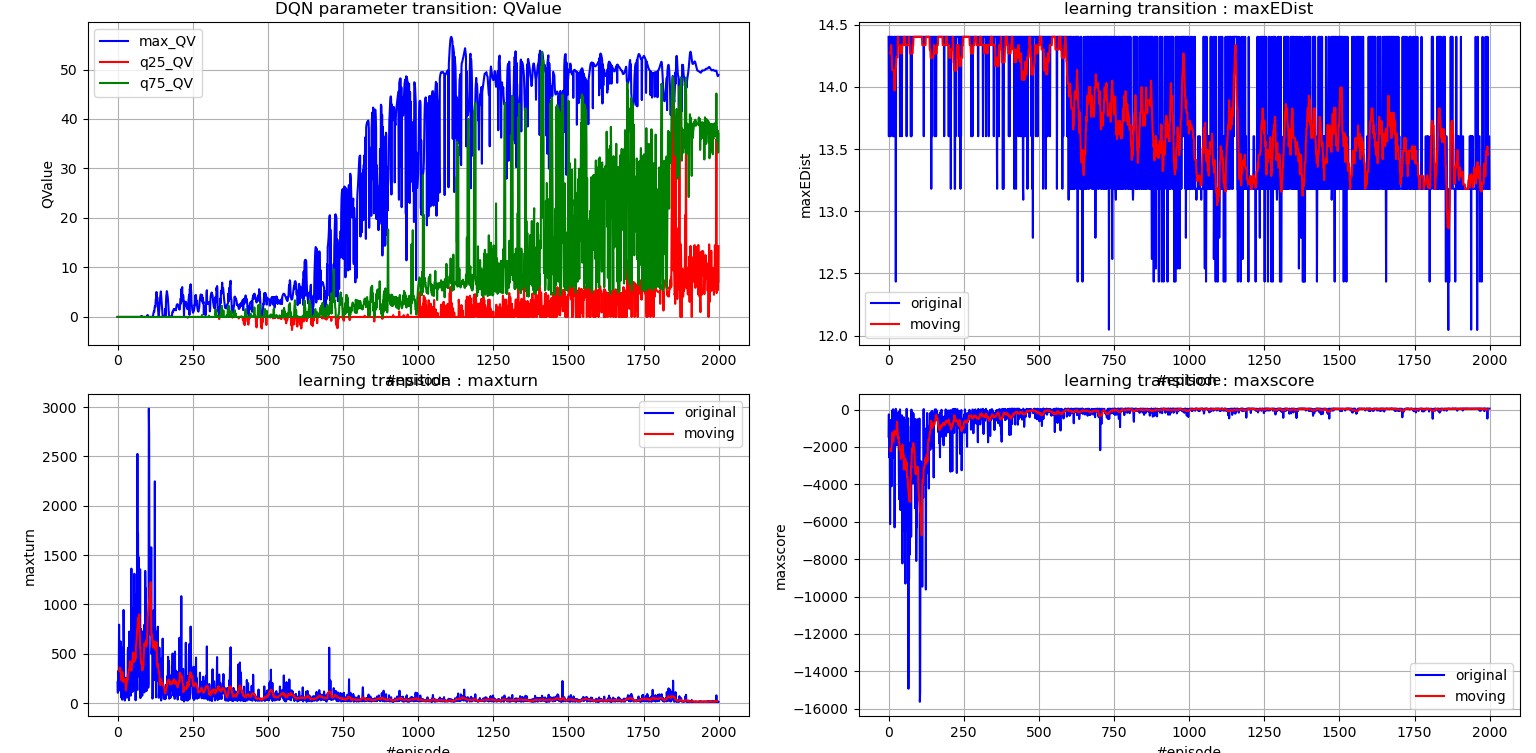 DQN parameter transition: QValue
max_QV
q25_QV
q75_QV
QValue
50
40
30
20
10
0
0 250 500 750 1000 1250 1500 1750 2000
#episode
learning transition : maxEDist
maxEDist
14.5
14.0
13.5
13.0
12.5
12.0
original
moving
0 250 500 750 1000 1250 1500 1750 2000
#episode
learning transition : maxturn
original
moving
maxturn
3000
2500
2000
1500
1000
500
0
0 250 500 750 1000 1250 1500 1750 2000
#episode
learning transition : maxscore
maxscore
0
−2000
−4000
−6000
−8000
−10000
−12000
−14000
−16000
original
moving
0 250 500 750 1000 1250 1500 1750 2000
#episode